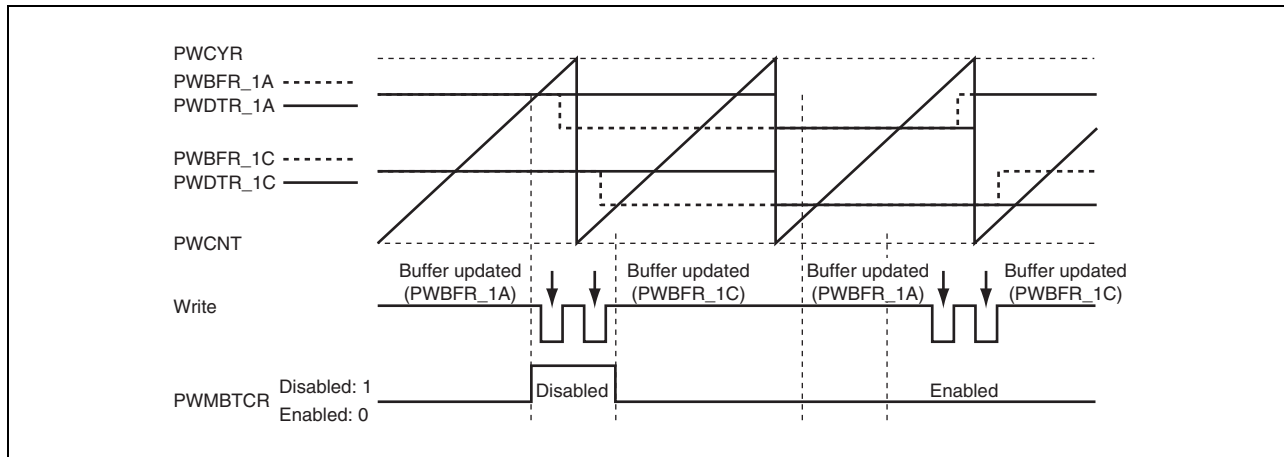 PWCYR
PWBFR_1A
PWDTR_1A
PWBFR_1C
PWDTR_1C
PWCNT
Buffer updated (PWBFR_1A)
Buffer updated (PWBFR_1C)
Buffer updated (PWBFR_1A)
Buffer updated (PWBFR_1C)
Write
PWMBTCR
Disabled: 1
Enabled: 0
Disabled
Enabled